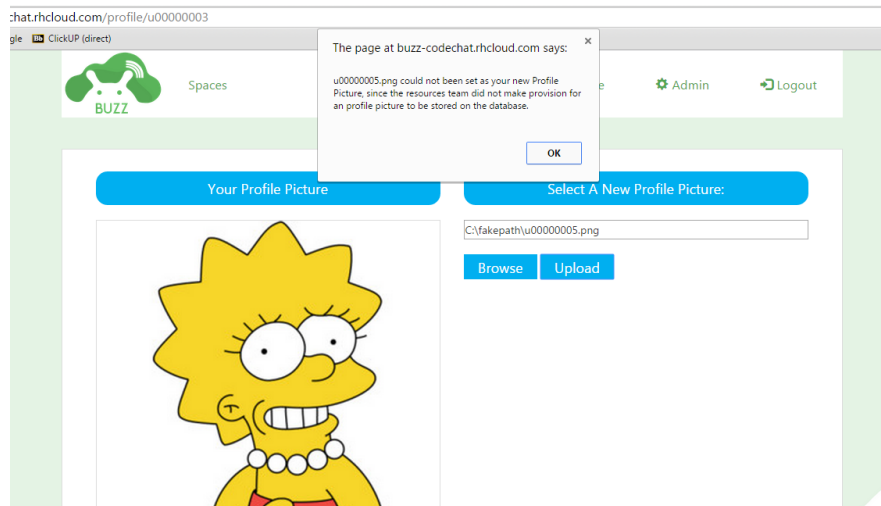 chat.rhcloud.com/profile/u00000003
gle Bb ClickUP (direct)
The page at buzz-codechat.rhcloud.com says: ×
u00000005.png could not been set as your new Profile
Picture, since the resources team did not make provision for
an profile picture to be stored on the database.
OK
BUZZ
Spaces
e
Admin
Logout
Your Profile Picture
Select A New Profile Picture:
C:\fakepath\u00000005.png
Browse Upload